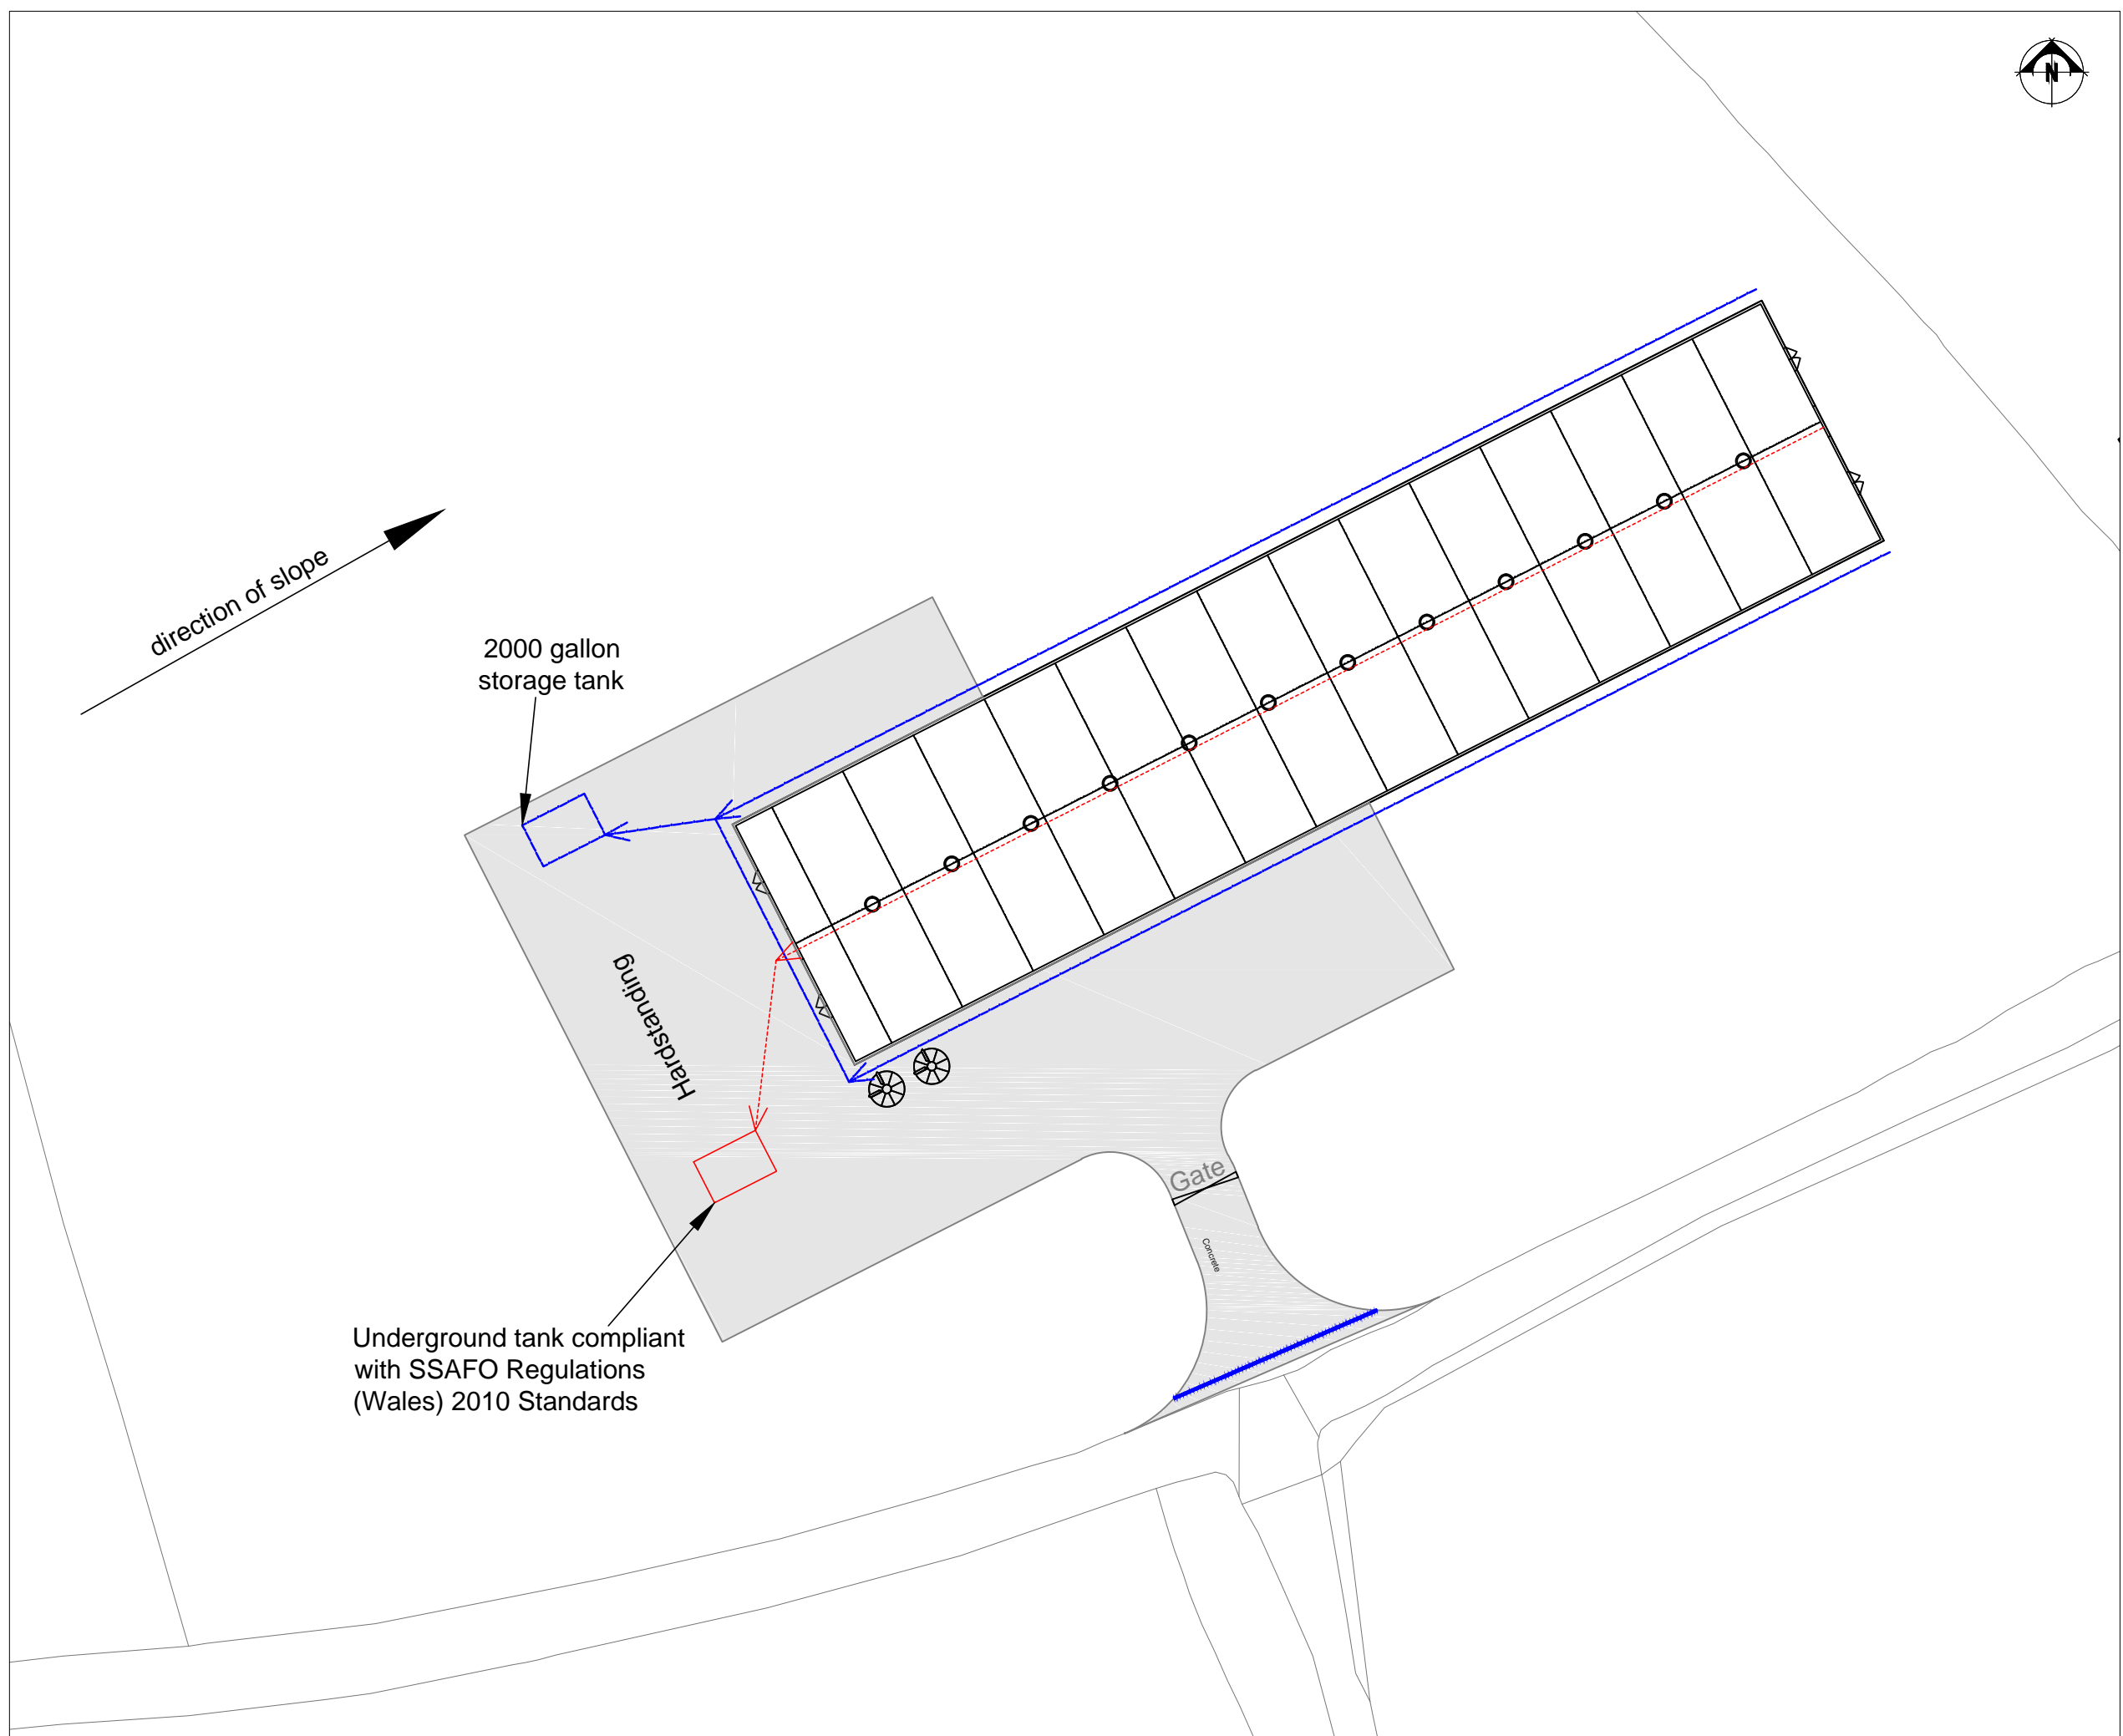 N
direction of slope
2000 gallon
storage tank
Hardstanding
Gate
Concrete
Underground tank compliant
with SSAFO Regulations
(Wales) 2010 Standards